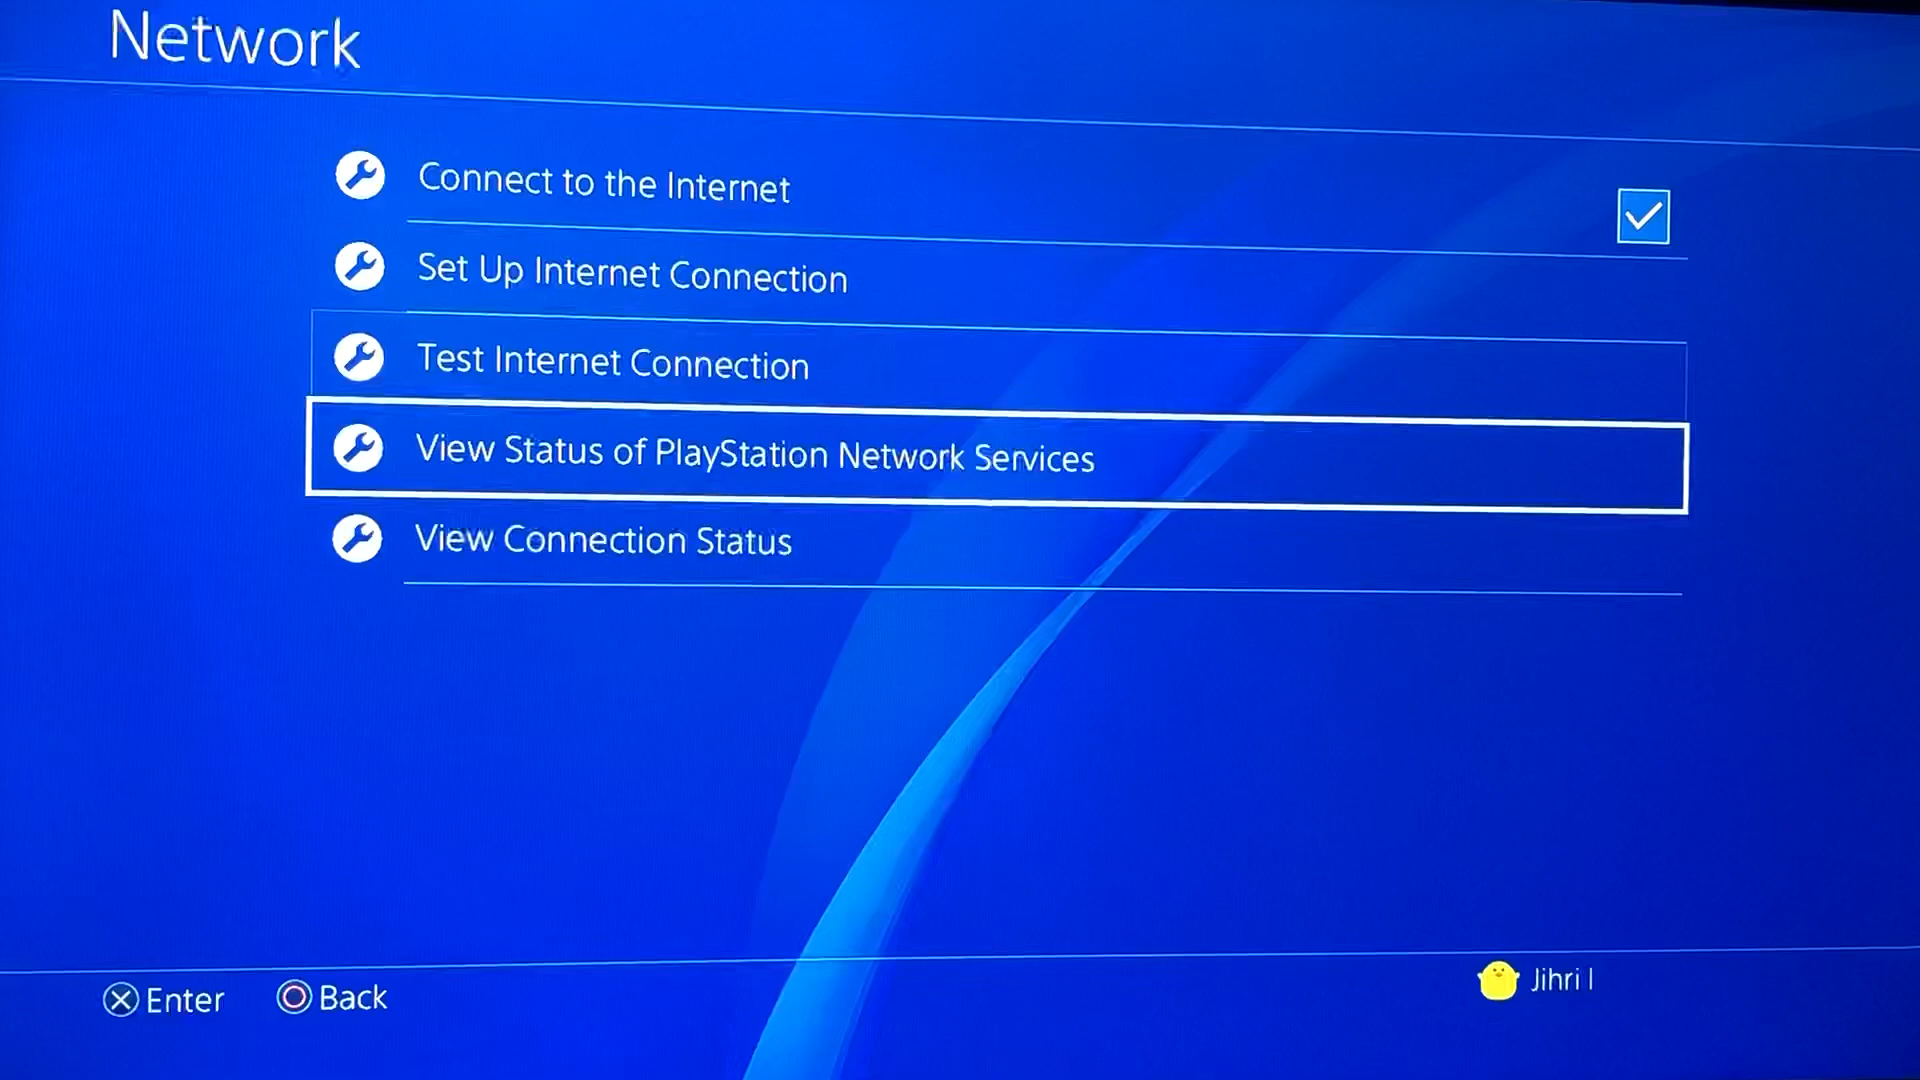 Network
Connect to the Internet
Set Up Internet Connection
Test Internet Connection
View Status of PlayStation Network Services
View Connection Status
Enter
Back
Jihri I